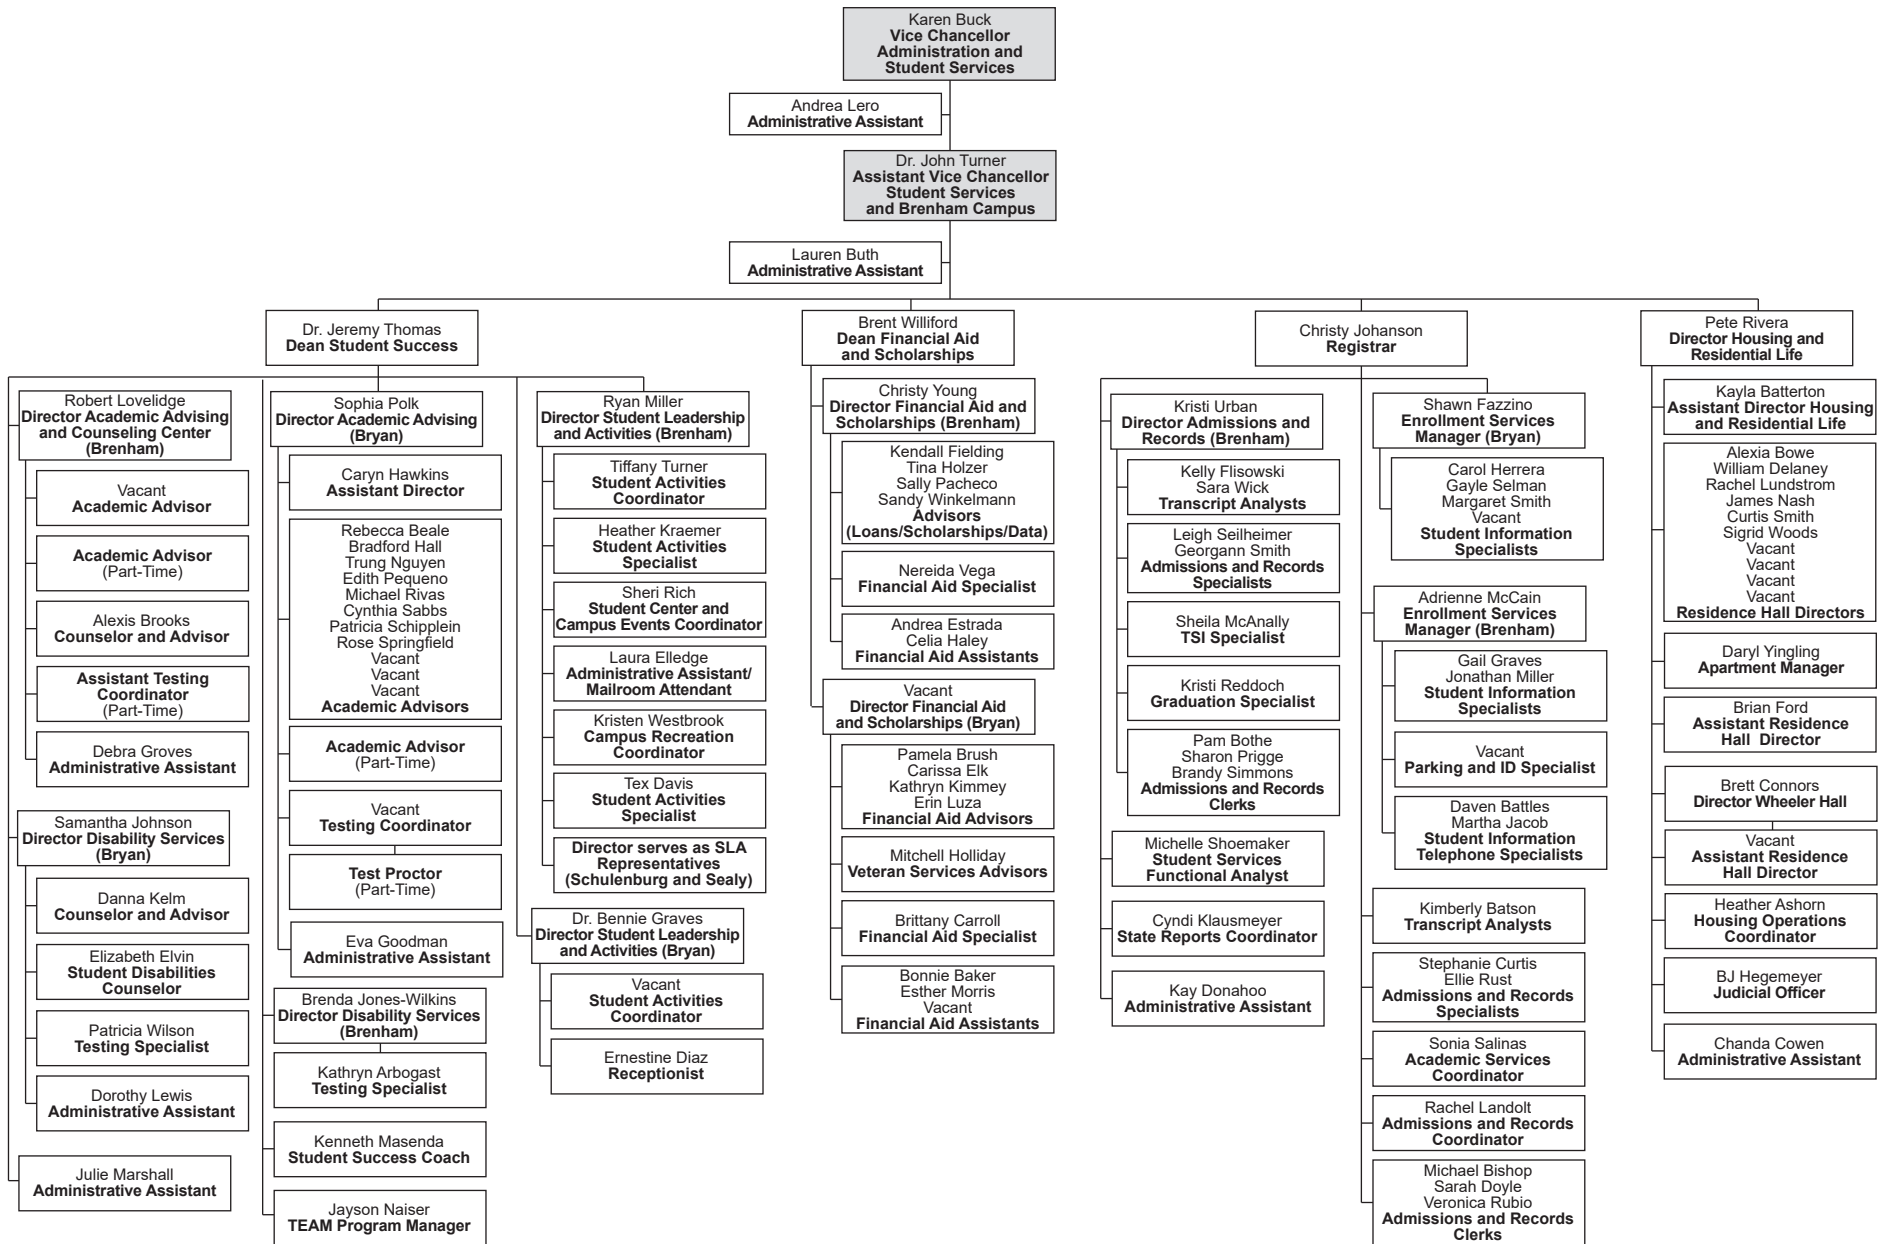 Karen Buck
Vice Chancellor
Administration and
Student Services
Andrea Lero
Administrative Assistant
Dr. John Turner
Assistant Vice Chancellor
Student Services
and Brenham Campus
Lauren Buth
Administrative Assistant
Dr. Jeremy Thomas
Dean Student Success
Robert Lovelidge
Director Academic Advising
and Counseling Center
(Brenham)
Vacant
Academic Advisor
Academic Advisor
(Part-Time)
Alexis Brooks
Counselor and Advisor
Assistant Testing
Coordinator
(Part-Time)
Debra Groves
Administrative Assistant
Samantha Johnson
Director Disability Services
(Bryan)
Danna Kelm
Counselor and Advisor
Elizabeth Elvin
Student Disabilities
Counselor
Patricia Wilson
Testing Specialist
Dorothy Lewis
Administrative Assistant
Julie Marshall
Administrative Assistant
Sophia Polk
Director Academic Advising
(Bryan)
Caryn Hawkins
Assistant Director
Rebecca Beale
Bradford Hall
Trung Nguyen
Edith Pequeno
Michael Rivas
Cynthia Sabbs
Patricia Schipplein
Rose Springfield
Vacant
Vacant
Vacant
Academic Advisors
Academic Advisor
(Part-Time)
Vacant
Testing Coordinator
Test Proctor
(Part-Time)
Eva Goodman
Administrative Assistant
Brenda Jones-Wilkins
Director Disability Services
(Brenham)
Kathryn Arbogast
Testing Specialist
Kenneth Masenda
Student Success Coach
Jayson Naiser
TEAM Program Manager
Ryan Miller
Director Student Leadership
and Activities (Brenham)
Tiffany Turner
Student Activities
Coordinator
Heather Kraemer
Student Activities
Specialist
Sheri Rich
Student Center and
Campus Events Coordinator
Laura Elledge
Administrative Assistant/
Mailroom Attendant
Kristen Westbrook
Campus Recreation
Coordinator
Tex Davis
Student Activities
Specialist
Director serves as SLA
Representatives
(Schulenburg and Sealy)
Dr. Bennie Graves
Director Student Leadership
and Activities (Bryan)
Vacant
Student Activities
Coordinator
Ernestine Diaz
Receptionist
Brent Williford
Dean Financial Aid
and Scholarships
Christy Young
Director Financial Aid and
Scholarships (Brenham)
Kendall Fielding
Tina Holzer
Sally Pacheco
Sandy Winkelmann
Advisors
(Loans/Scholarships/Data)
Nereida Vega
Financial Aid Specialist
Andrea Estrada
Celia Haley
Financial Aid Assistants
Vacant
Director Financial Aid
and Scholarships (Bryan)
Pamela Brush
Carissa Elk
Kathryn Kimmey
Erin Luza
Financial Aid Advisors
Mitchell Holliday
Veteran Services Advisors
Brittany Carroll
Financial Aid Specialist
Bonnie Baker
Esther Morris
Vacant
Financial Aid Assistants
Christy Johanson
Registrar
Kristi Urban
Director Admissions and
Records (Brenham)
Kelly Flisowski
Sara Wick
Transcript Analysts
Leigh Seilheimer
Georgann Smith
Admissions and Records
Specialists
Sheila McAnally
TSI Specialist
Kristi Reddoch
Graduation Specialist
Pam Bothe
Sharon Prigge
Brandy Simmons
Admissions and Records
Clerks
Michelle Shoemaker
Student Services
Functional Analyst
Cyndi Klausmeyer
State Reports Coordinator
Kay Donahoo
Administrative Assistant
Shawn Fazzino
Enrollment Services
Manager (Bryan)
Carol Herrera
Gayle Selman
Margaret Smith
Vacant
Student Information
Specialists
Adrienne McCain
Enrollment Services
Manager (Brenham)
Gail Graves
Jonathan Miller
Student Information
Specialists
Vacant
Parking and ID Specialist
Daven Battles
Martha Jacob
Student Information
Telephone Specialists
Kimberly Batson
Transcript Analysts
Stephanie Curtis
Ellie Rust
Admissions and Records
Specialists
Sonia Salinas
Academic Services
Coordinator
Rachel Landolt
Admissions and Records
Coordinator
Michael Bishop
Sarah Doyle
Veronica Rubio
Admissions and Records
Clerks
Pete Rivera
Director Housing and
Residential Life
Kayla Batterton
Assistant Director Housing
and Residential Life
Alexia Bowe
William Delaney
Rachel Lundstrom
James Nash
Curtis Smith
Sigrid Woods
Vacant
Vacant
Vacant
Vacant
Residence Hall Directors
Daryl Yingling
Apartment Manager
Brian Ford
Assistant Residence
Hall Director
Brett Connors
Director Wheeler Hall
Vacant
Assistant Residence
Hall Director
Heather Ashorn
Housing Operations
Coordinator
BJ Hegemeyer
Judicial Officer
Chanda Cowen
Administrative Assistant